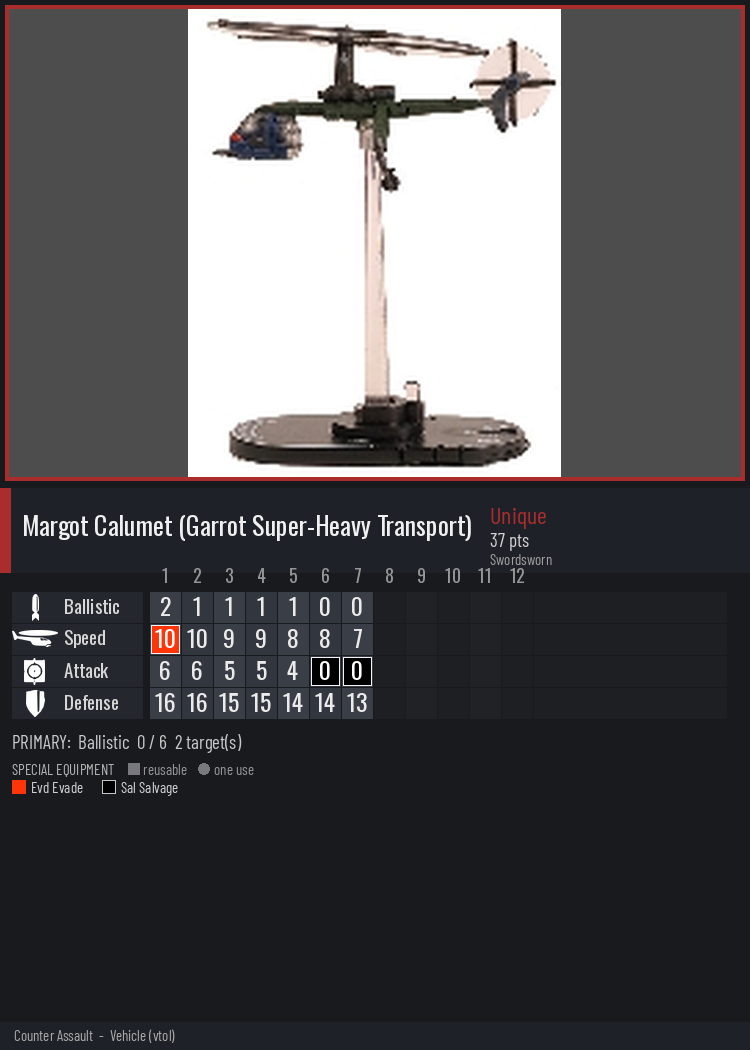 Margot Calumet (Garrot Super-Heavy Transport)
Unique
37 pts
Swordsworn
1 2 3 4 5 6 7 8 9 10 11 12
Ballistic 2 1 1 1 1 0 0
Speed 10 10 9 9 8 8 7
Attack 6 6 5 5 4 0 0
Defense 16 16 15 15 14 14 13
PRIMARY: Ballistic 0 / 6 2 target(s)
SPECIAL EQUIPMENT reusable one use
Evd Evade Sal Salvage
Counter Assault - Vehicle (vtol)